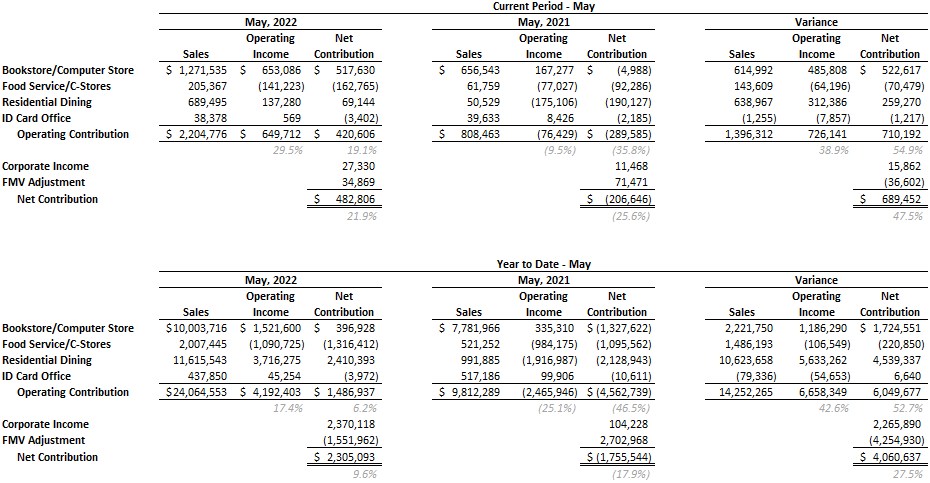 Current Period - May
May, 2022 May, 2021 Variance
Operating Net Operating Net Operating Net
Sales Income Contribution Sales Income Contribution Sales Income Contribution
Bookstore/Computer Store $ 1,271,535 $ 653,086 $ 517,630 $ 656,543 167,277 $ (4,988) 614,992 485,808 $ 522,617
Food Service/C-Stores 205,367 (141,223) (162,765) 61,759 (77,027) (92,286) 143,609 (64,196) (70,479)
Residential Dining 689,495 137,280 69,144 50,529 (175,106) (190,127) 638,967 312,386 259,270
ID Card Office 38,378 569 (3,402) 39,633 8,426 (2,185) (1,255) (7,857) (1,217)
Operating Contribution $ 2,204,776 $ 649,712 $ 420,606 $ 808,463 (76,429) $ (289,585) 1,396,312 726,141 710,192
29.5% 19.1% (9.5%) (35.8%) 38.9% 54.9%
Corporate Income 27,330 11,468 15,862
FMV Adjustment 34,869 71,471 (36,602)
Net Contribution $ 482,806 $ (206,646) $ 689,452
21.9% (25.6%) 47.5%
Year to Date - May
May, 2022 May, 2021 Variance
Operating Net Operating Net Operating Net
Sales Income Contribution Sales Income Contribution Sales Income Contribution
Bookstore/Computer Store $10,003,716 $ 1,521,600 $ 396,928 $ 7,781,966 335,310 $ (1,327,622) 2,221,750 1,186,290 $ 1,724,551
Food Service/C-Stores 2,007,445 (1,090,725) (1,316,412) 521,252 (984,175) (1,095,562) 1,486,193 (106,549) (220,850)
Residential Dining 11,615,543 3,716,275 2,410,393 991,885 (1,916,987) (2,128,943) 10,623,658 5,633,262 4,539,337
ID Card Office 437,850 45,254 (3,972) 517,186 99,906 (10,611) (79,336) (54,653) 6,640
Operating Contribution $24,064,553 $ 4,192,403 $ 1,486,937 $ 9,812,289 (2,465,946) $ (4,562,739) 14,252,265 6,658,349 6,049,677
17.4% 6.2% (25.1%) (46.5%) 42.6% 52.7%
Corporate Income 2,370,118 104,228 2,265,890
FMV Adjustment (1,551,962) 2,702,968 (4,254,930)
Net Contribution $ 2,305,093 $ (1,755,544) $ 4,060,637
9.6% (17.9%) 27.5%